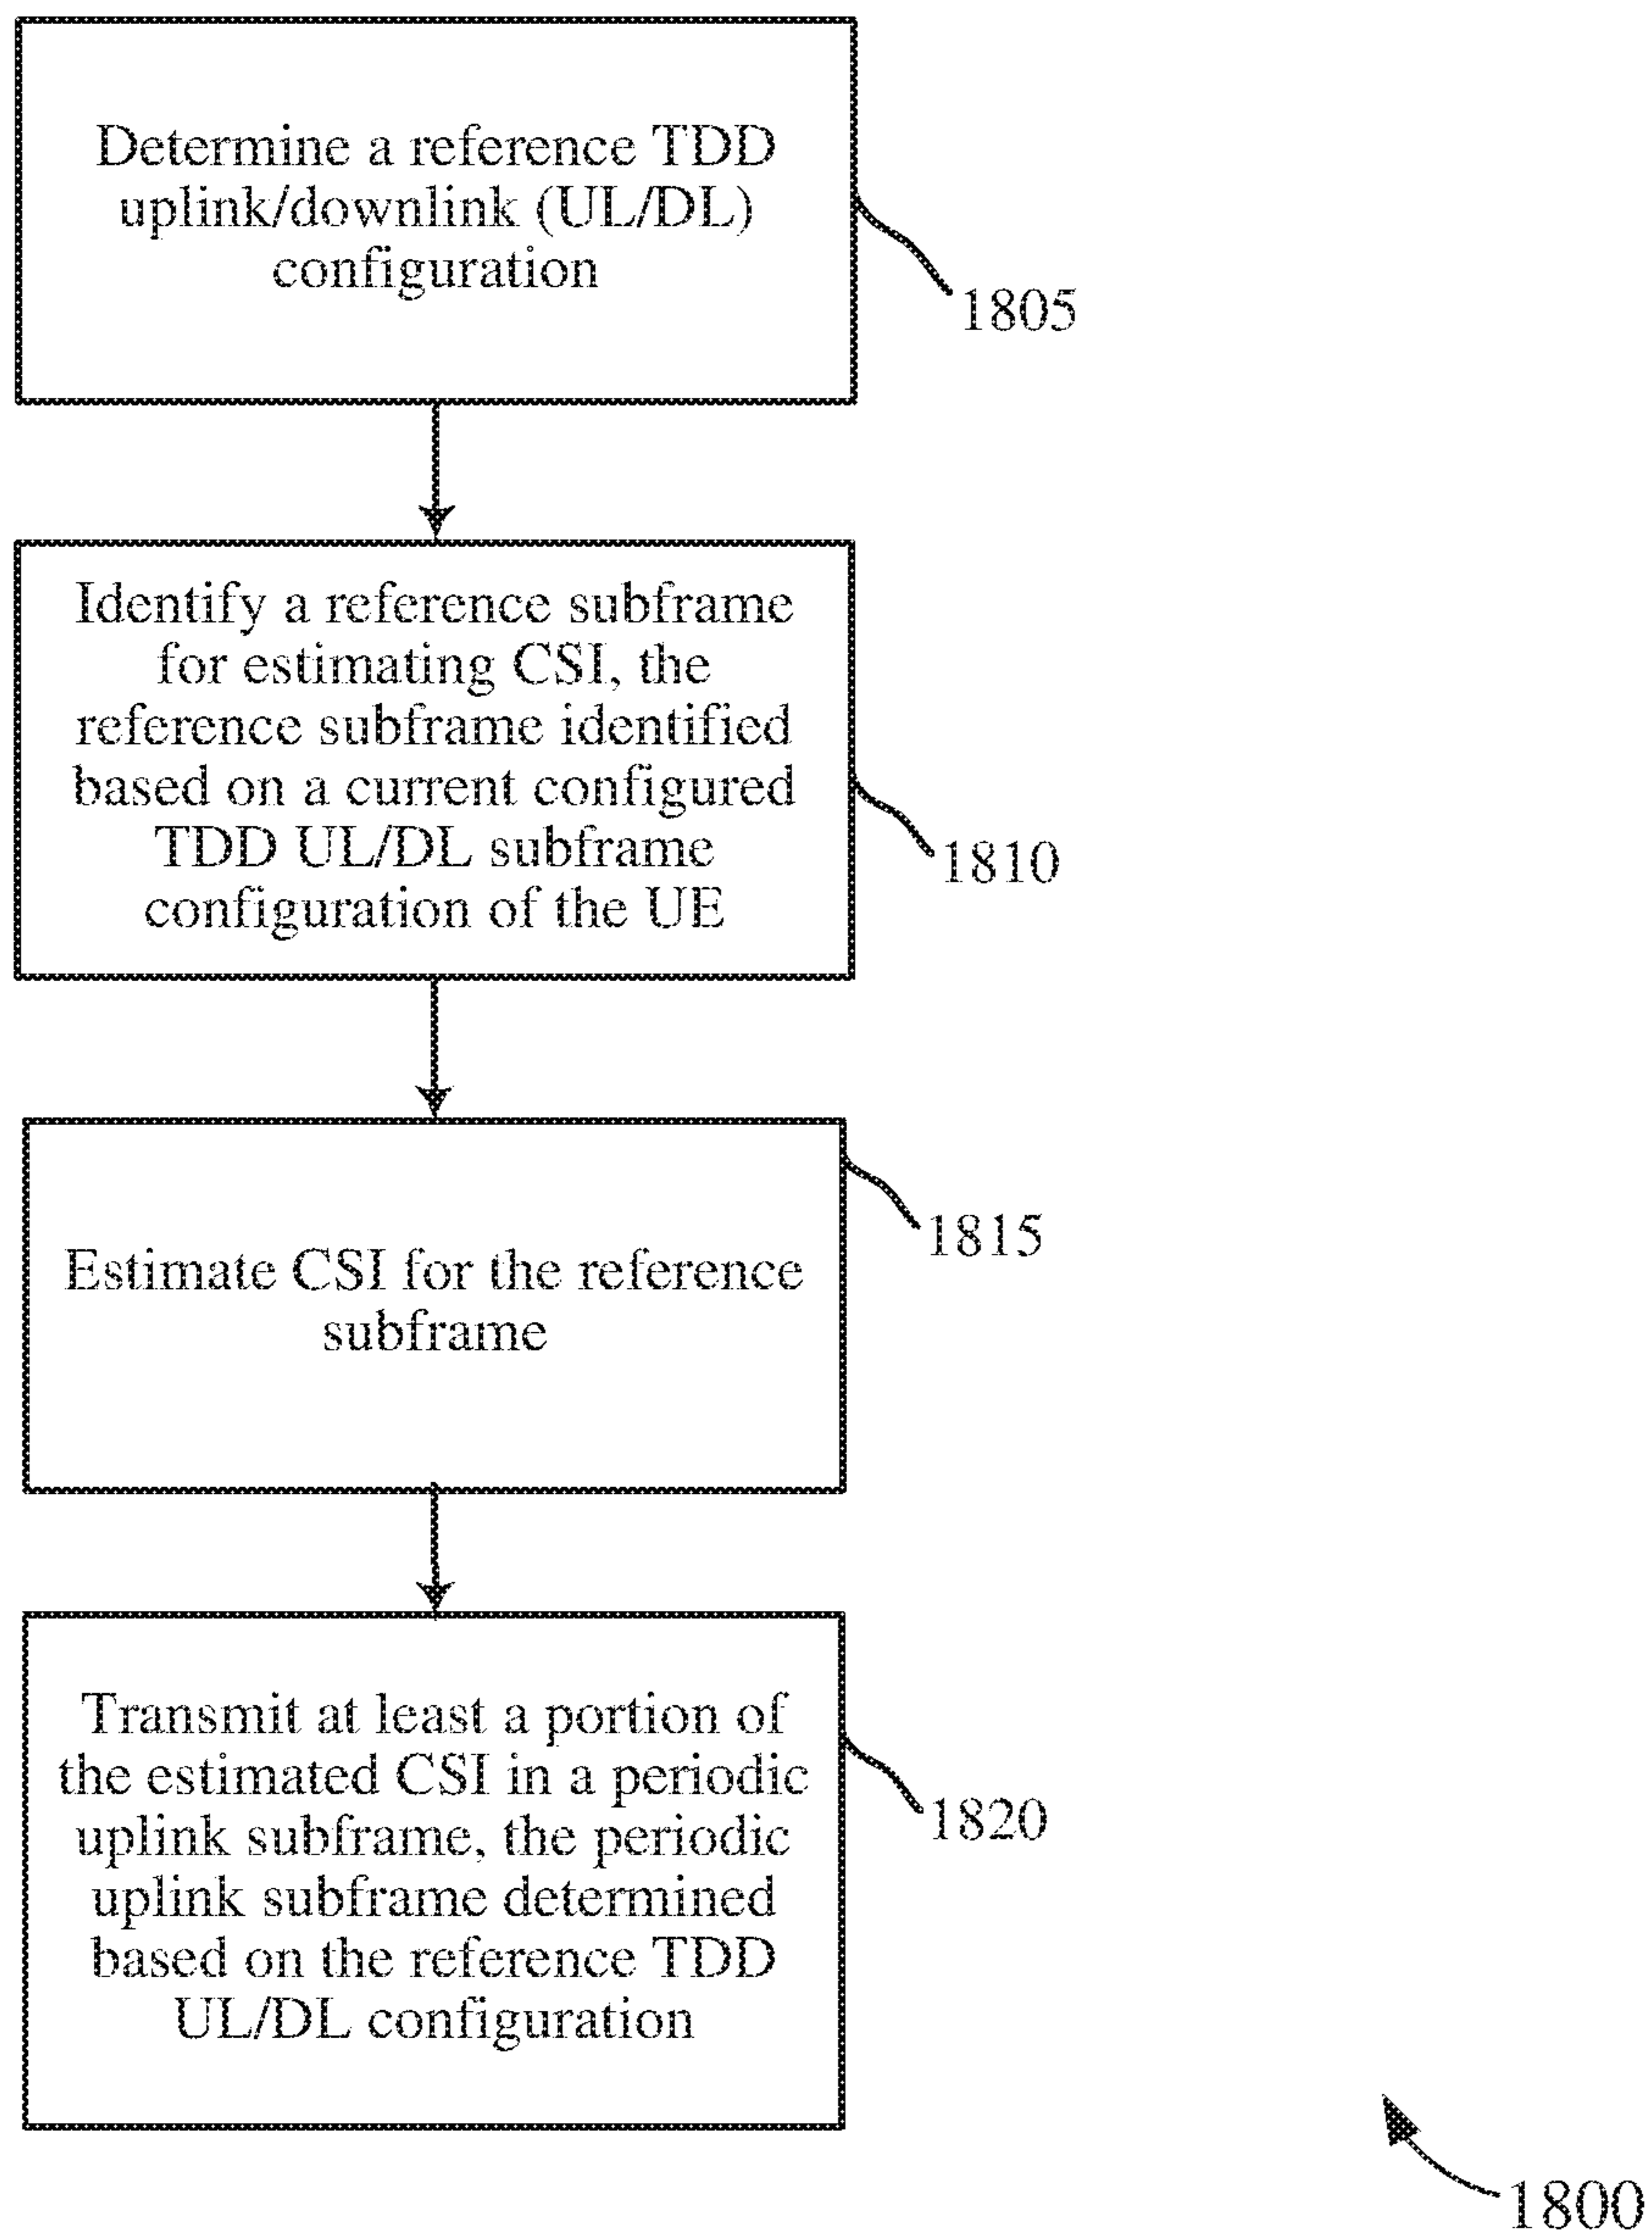 Determine a reference TDD
uplink/downlink (UL/DL)
configuration
1805
Identify a reference subframe
for estimating CSI, the
reference subframe identified
based on a current configured
TDD UL/DL subframe
configuration of the UE
1810
Estimate CSI for the reference
subframe
1815
Transmit at least a portion of
the estimated CSI in a periodic
uplink subframe, the periodic
uplink subframe determined
based on the reference TDD
UL/DL configuration
1820
1800